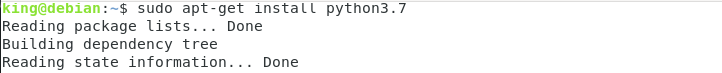 king@debian:~$ sudo apt-get install python3.7
Reading package lists... Done
Building dependency tree
Reading state information... Done